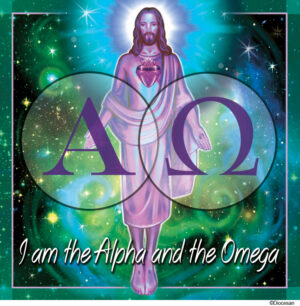 Α Ω
I am the Alpha and the Omega
©Diocesan